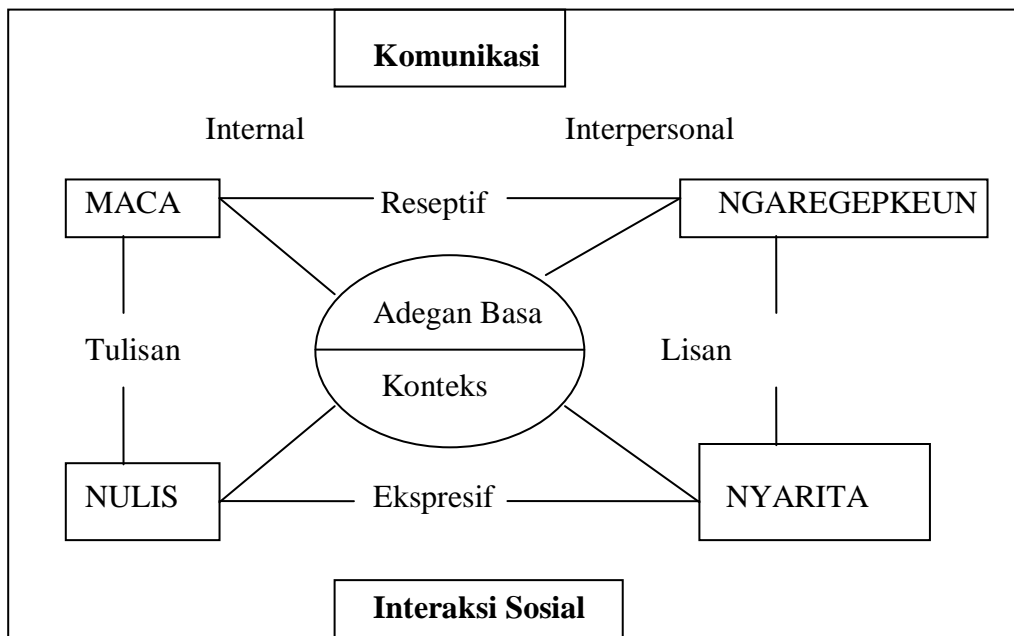 Komunikasi
Internal Interpersonal
MACA Reseptif NGAREGEPKEUN
Adegan Basa
Tulisan Lisan
Konteks
NULIS Ekspresif NYARITA
Interaksi Sosial